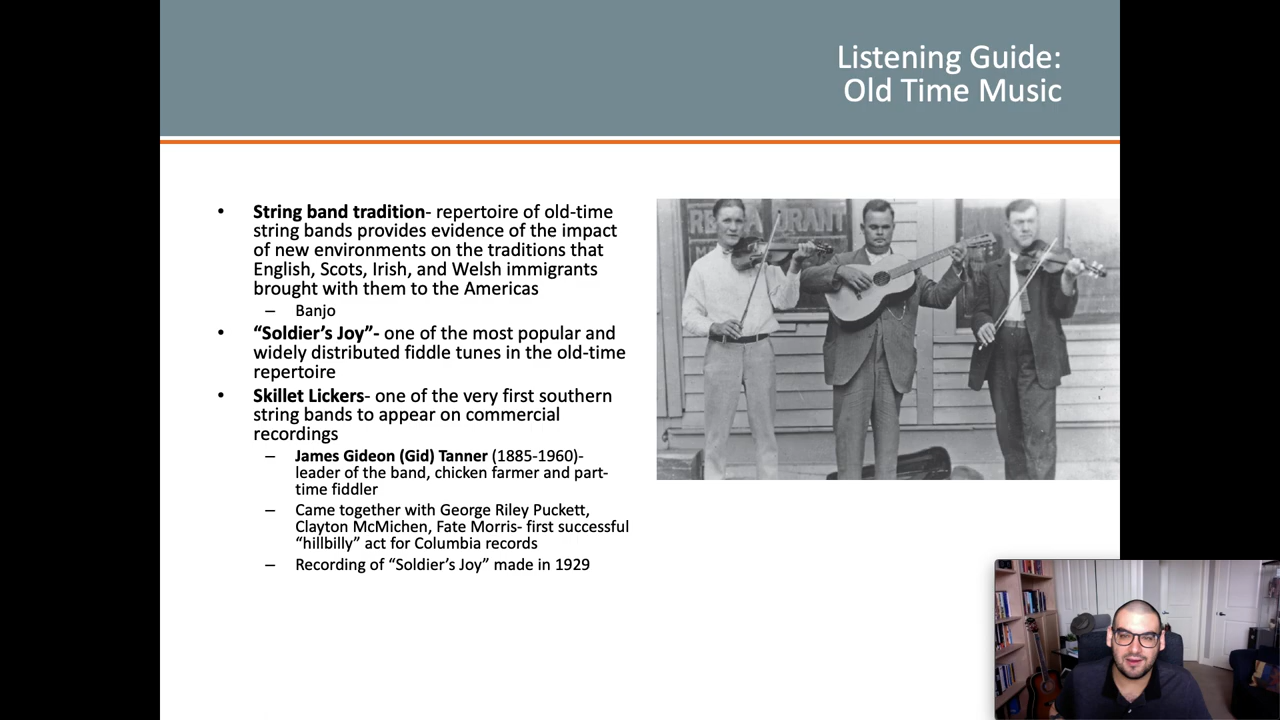 Listening Guide:
Old Time Music
• String band tradition- repertoire of old-time
string bands provides evidence of the impact
of new environments on the traditions that
English, Scots, Irish, and Welsh immigrants
brought with them to the Americas
– Banjo
• “Soldier’s Joy”- one of the most popular and
widely distributed fiddle tunes in the old-time
repertoire
• Skillet Lickers- one of the very first southern
string bands to appear on commercial
recordings
– James Gideon (Gid) Tanner (1885-1960)-
leader of the band, chicken farmer and part-
time fiddler
– Came together with George Riley Puckett,
Clayton McMichen, Fate Morris- first successful
“hillbilly” act for Columbia records
– Recording of “Soldier’s Joy” made in 1929